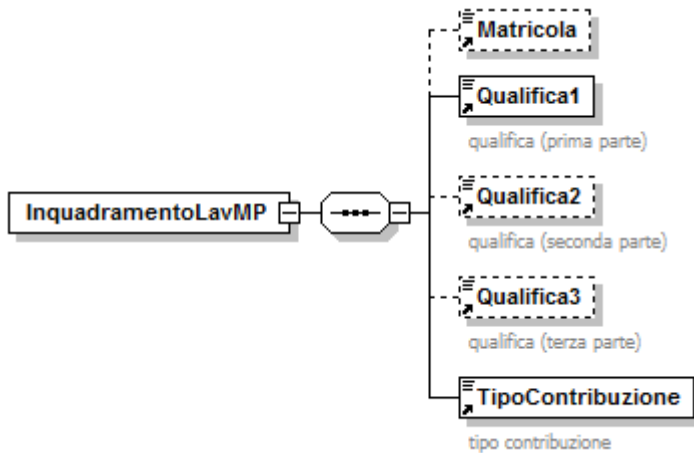 Matricola
Qualifica1
qualifica (prima parte)
InquadramentoLavMP
Qualifica2
qualifica (seconda parte)
Qualifica3
qualifica (terza parte)
TipoContribuzione
tipo contribuzione